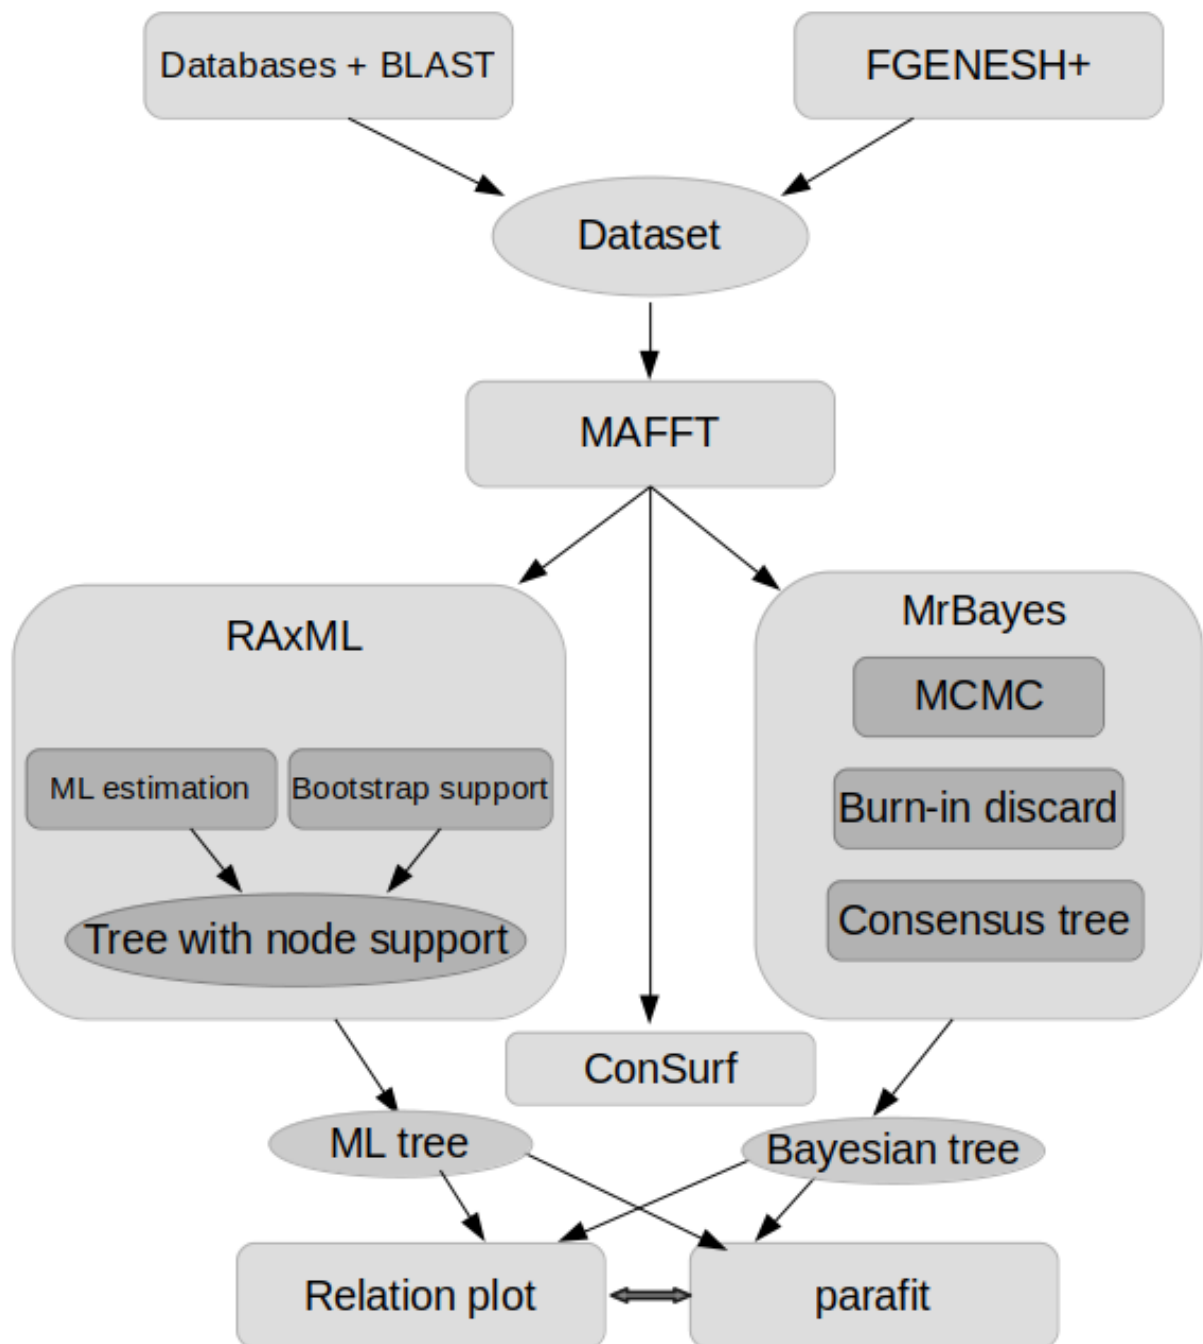 Databases + BLAST
FGENESH+
Dataset
MAFFT
RAxML
MrBayes
MCMC
ML estimation
Bootstrap support
Burn-in discard
Tree with node support
Consensus tree
ConSurf
ML tree
Bayesian tree
Relation plot
parafit